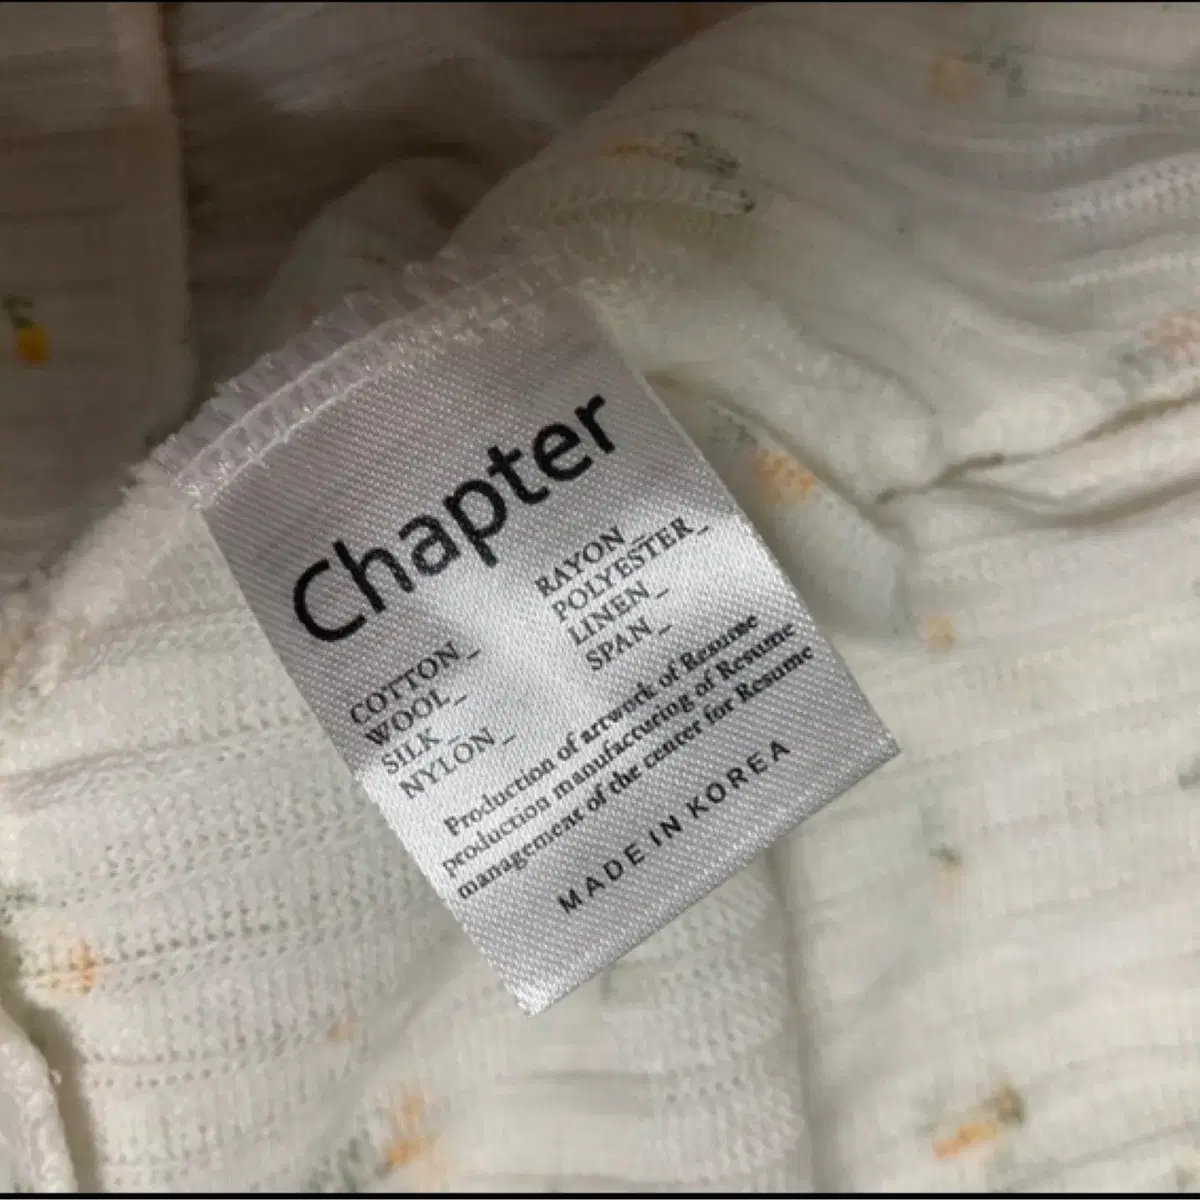 Chapter
COTTON_
WOOL_
SILK_
NYLON_
RAYON_
POLYESTER_
LINEN_
SPAN_
Production of artwork of Resume
production manufacturing of Resume
management of the center for Resume
MADE IN KOREA